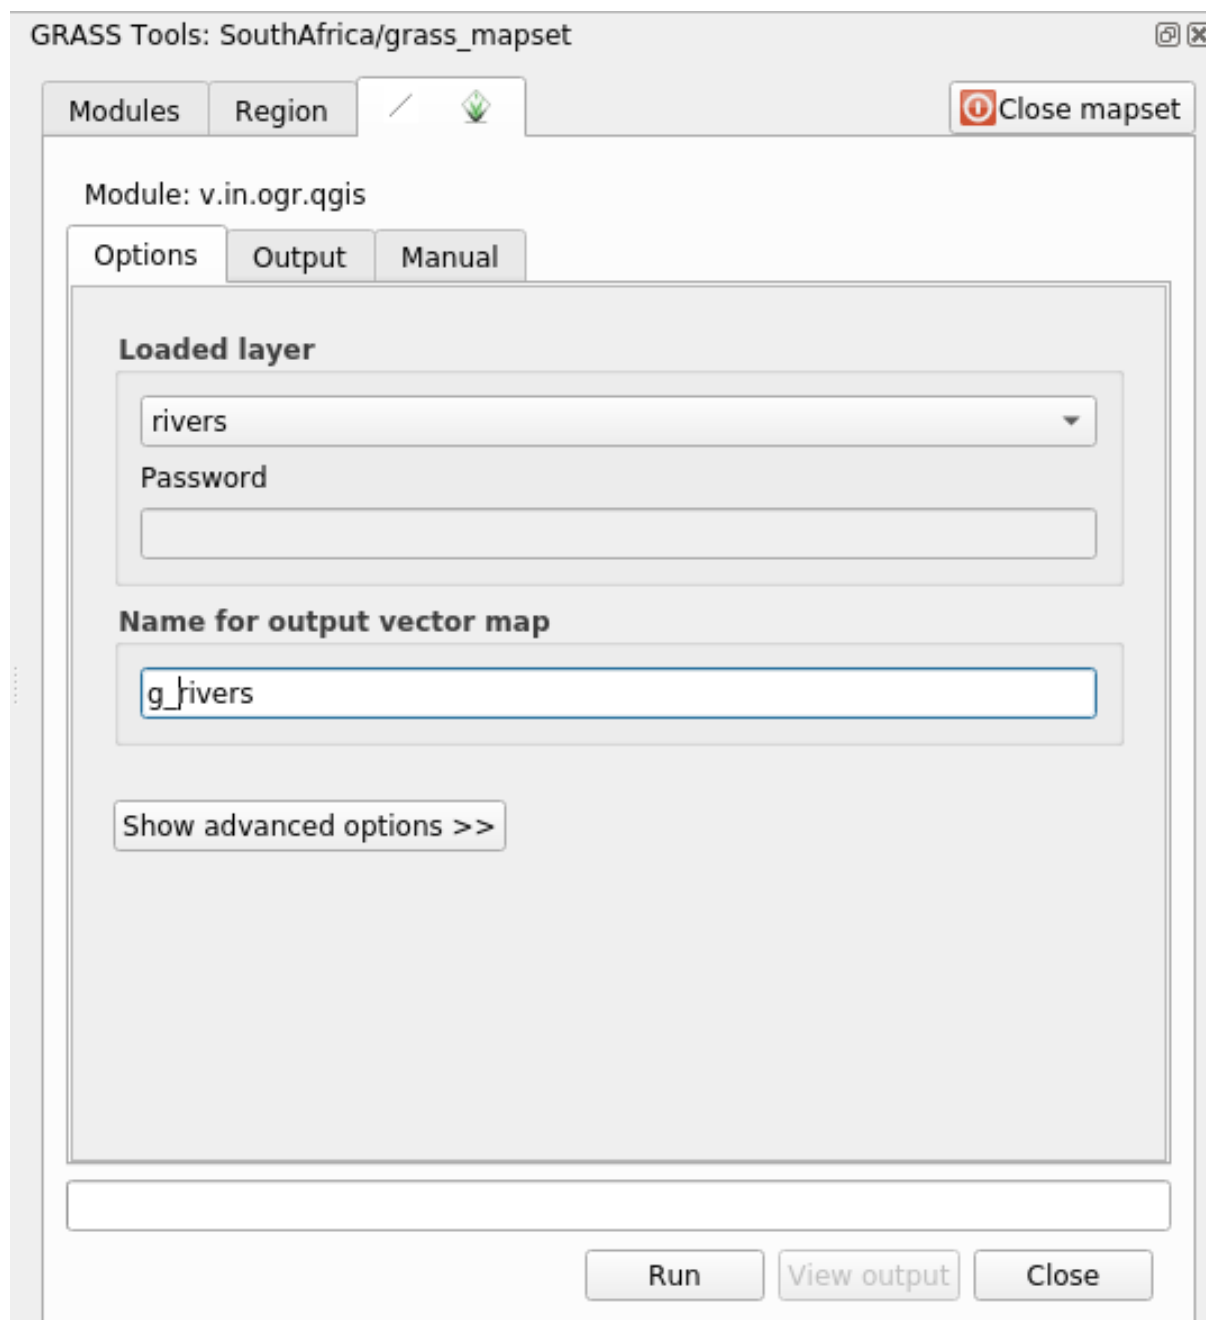 GRASS Tools: SouthAfrica/grass_mapset
Modules Region Close mapset
Module: v.in.ogr.qgis
Options Output Manual
Loaded layer
rivers
Password
Name for output vector map
g_rivers
Show advanced options >>
Run View output Close